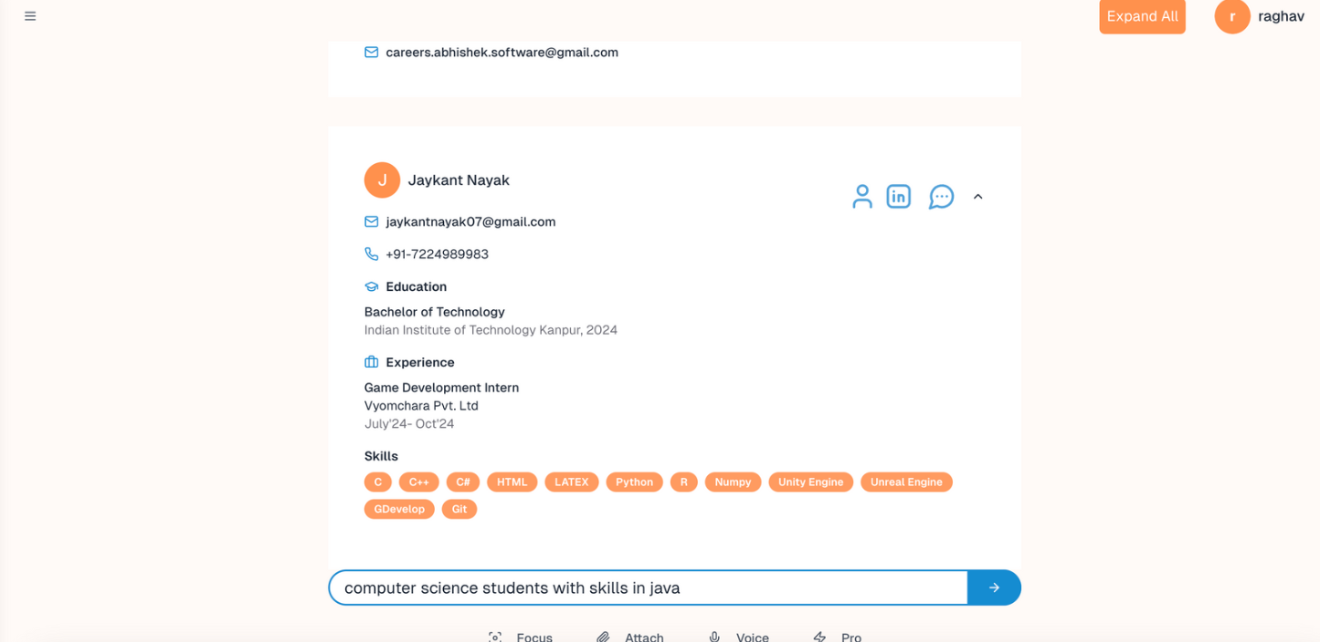 Expand All
r
raghav
careers.abhishek.software@gmail.com
J
Jaykant Nayak
in
jaykantnayak07@gmail.com
+91-7224989983
Education
Bachelor of Technology
Indian Institute of Technology Kanpur, 2024
Experience
Game Development Intern
Vyomchara Pvt. Ltd
July'24- Oct'24
Skills
C C++ C# HTML LATEX Python R Numpy Unity Engine Unreal Engine
GDevelop Git
computer science students with skills in java
Focus Attach Voice Pro